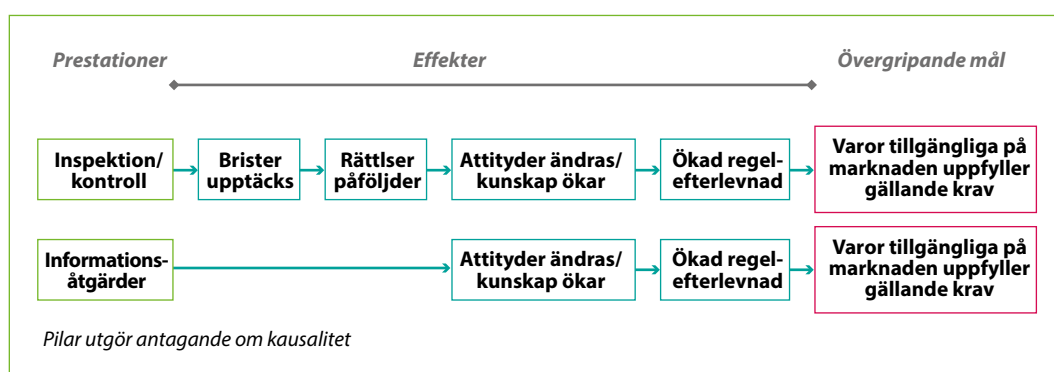 Prestationer
Effekter
Övergripande mål
Inspektion/
kontroll
Brister
upptäcks
Rättlser
påföljder
Attityder ändras/
kunskap ökar
Ökad regel-
efterlevnad
Varor tillgängliga på
marknaden uppfyller
gällande krav
Informations-
åtgärder
Attityder ändras/
kunskap ökar
Ökad regel-
efterlevnad
Varor tillgängliga på
marknaden uppfyller
gällande krav
Pilar utgör antagande om kausalitet